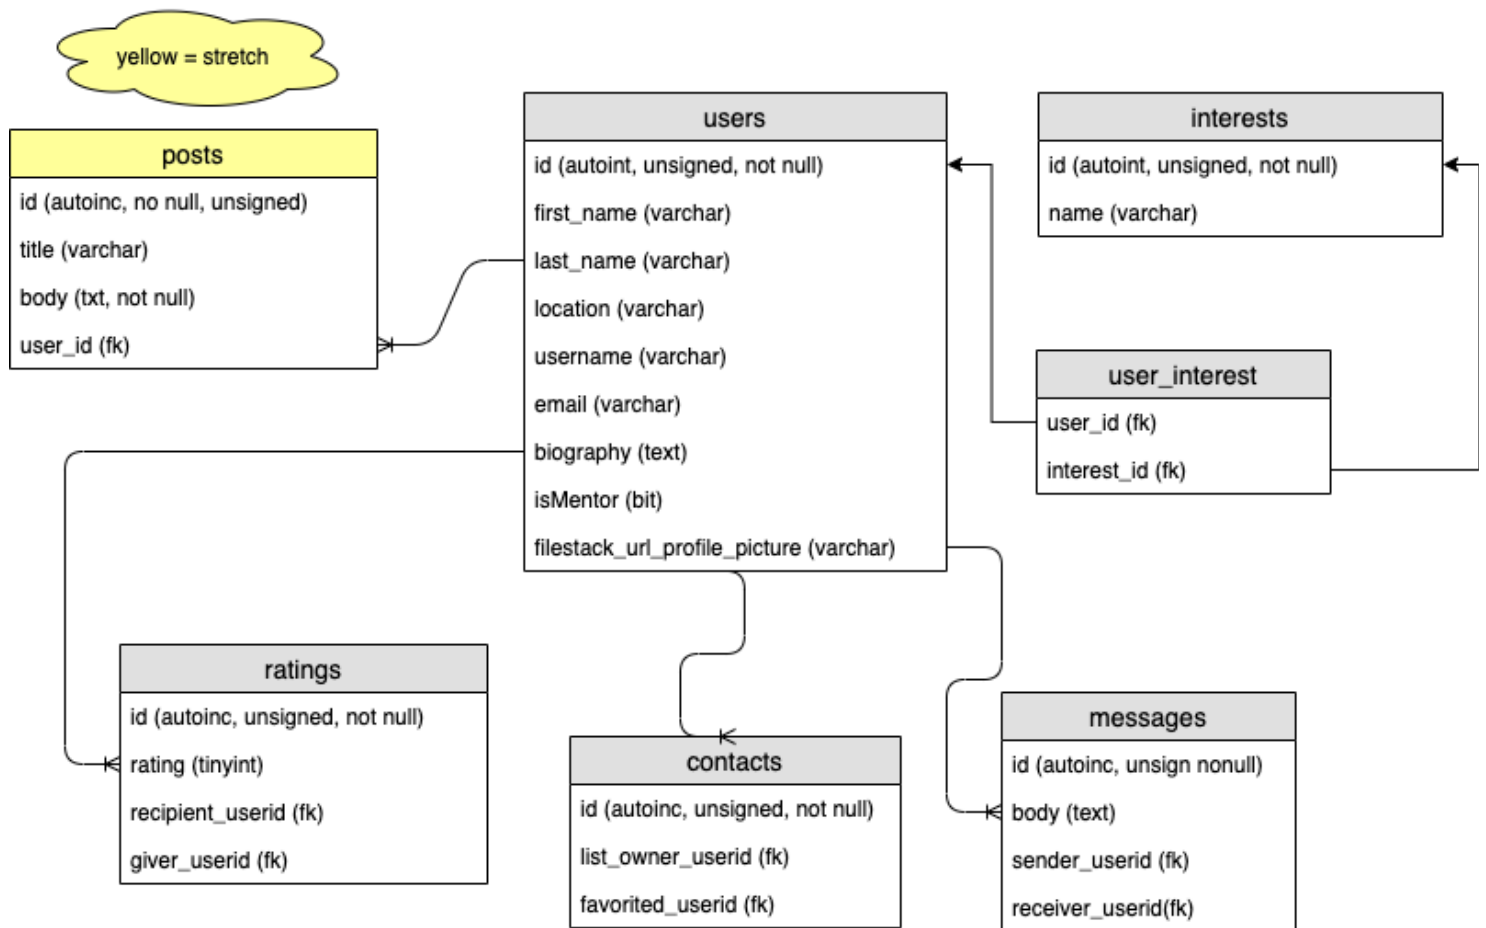 yellow = stretch
posts
id (autoinc, no null, unsigned)
title (varchar)
body (txt, not null)
user_id (fk)
users
id (autoint, unsigned, not null)
first_name (varchar)
last_name (varchar)
location (varchar)
username (varchar)
email (varchar)
biography (text)
isMentor (bit)
filestack_url_profile_picture (varchar)
interests
id (autoint, unsigned, not null)
name (varchar)
user_interest
user_id (fk)
interest_id (fk)
ratings
id (autoinc, unsigned, not null)
rating (tinyint)
recipient_userid (fk)
giver_userid (fk)
contacts
id (autoinc, unsigned, not null)
list_owner_userid (fk)
favorited_userid (fk)
messages
id (autoinc, unsign nonull)
body (text)
sender_userid (fk)
receiver_userid(fk)